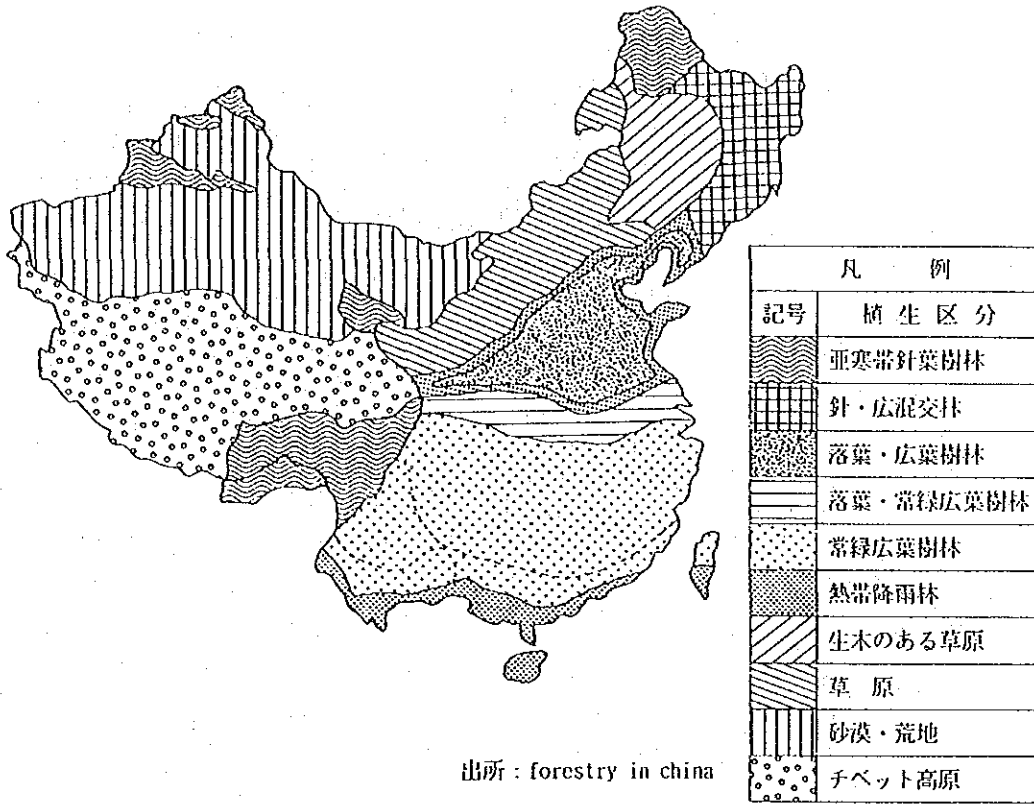 凡 例
記号 植生区分
亜寒帯針葉樹林
針・広混交林
落葉・広葉樹林
落葉・常緑広葉樹林
常緑広葉樹林
熱帯降雨林
生木のある草原
草原
砂漠・荒地
チベット高原
出所：forestry in china